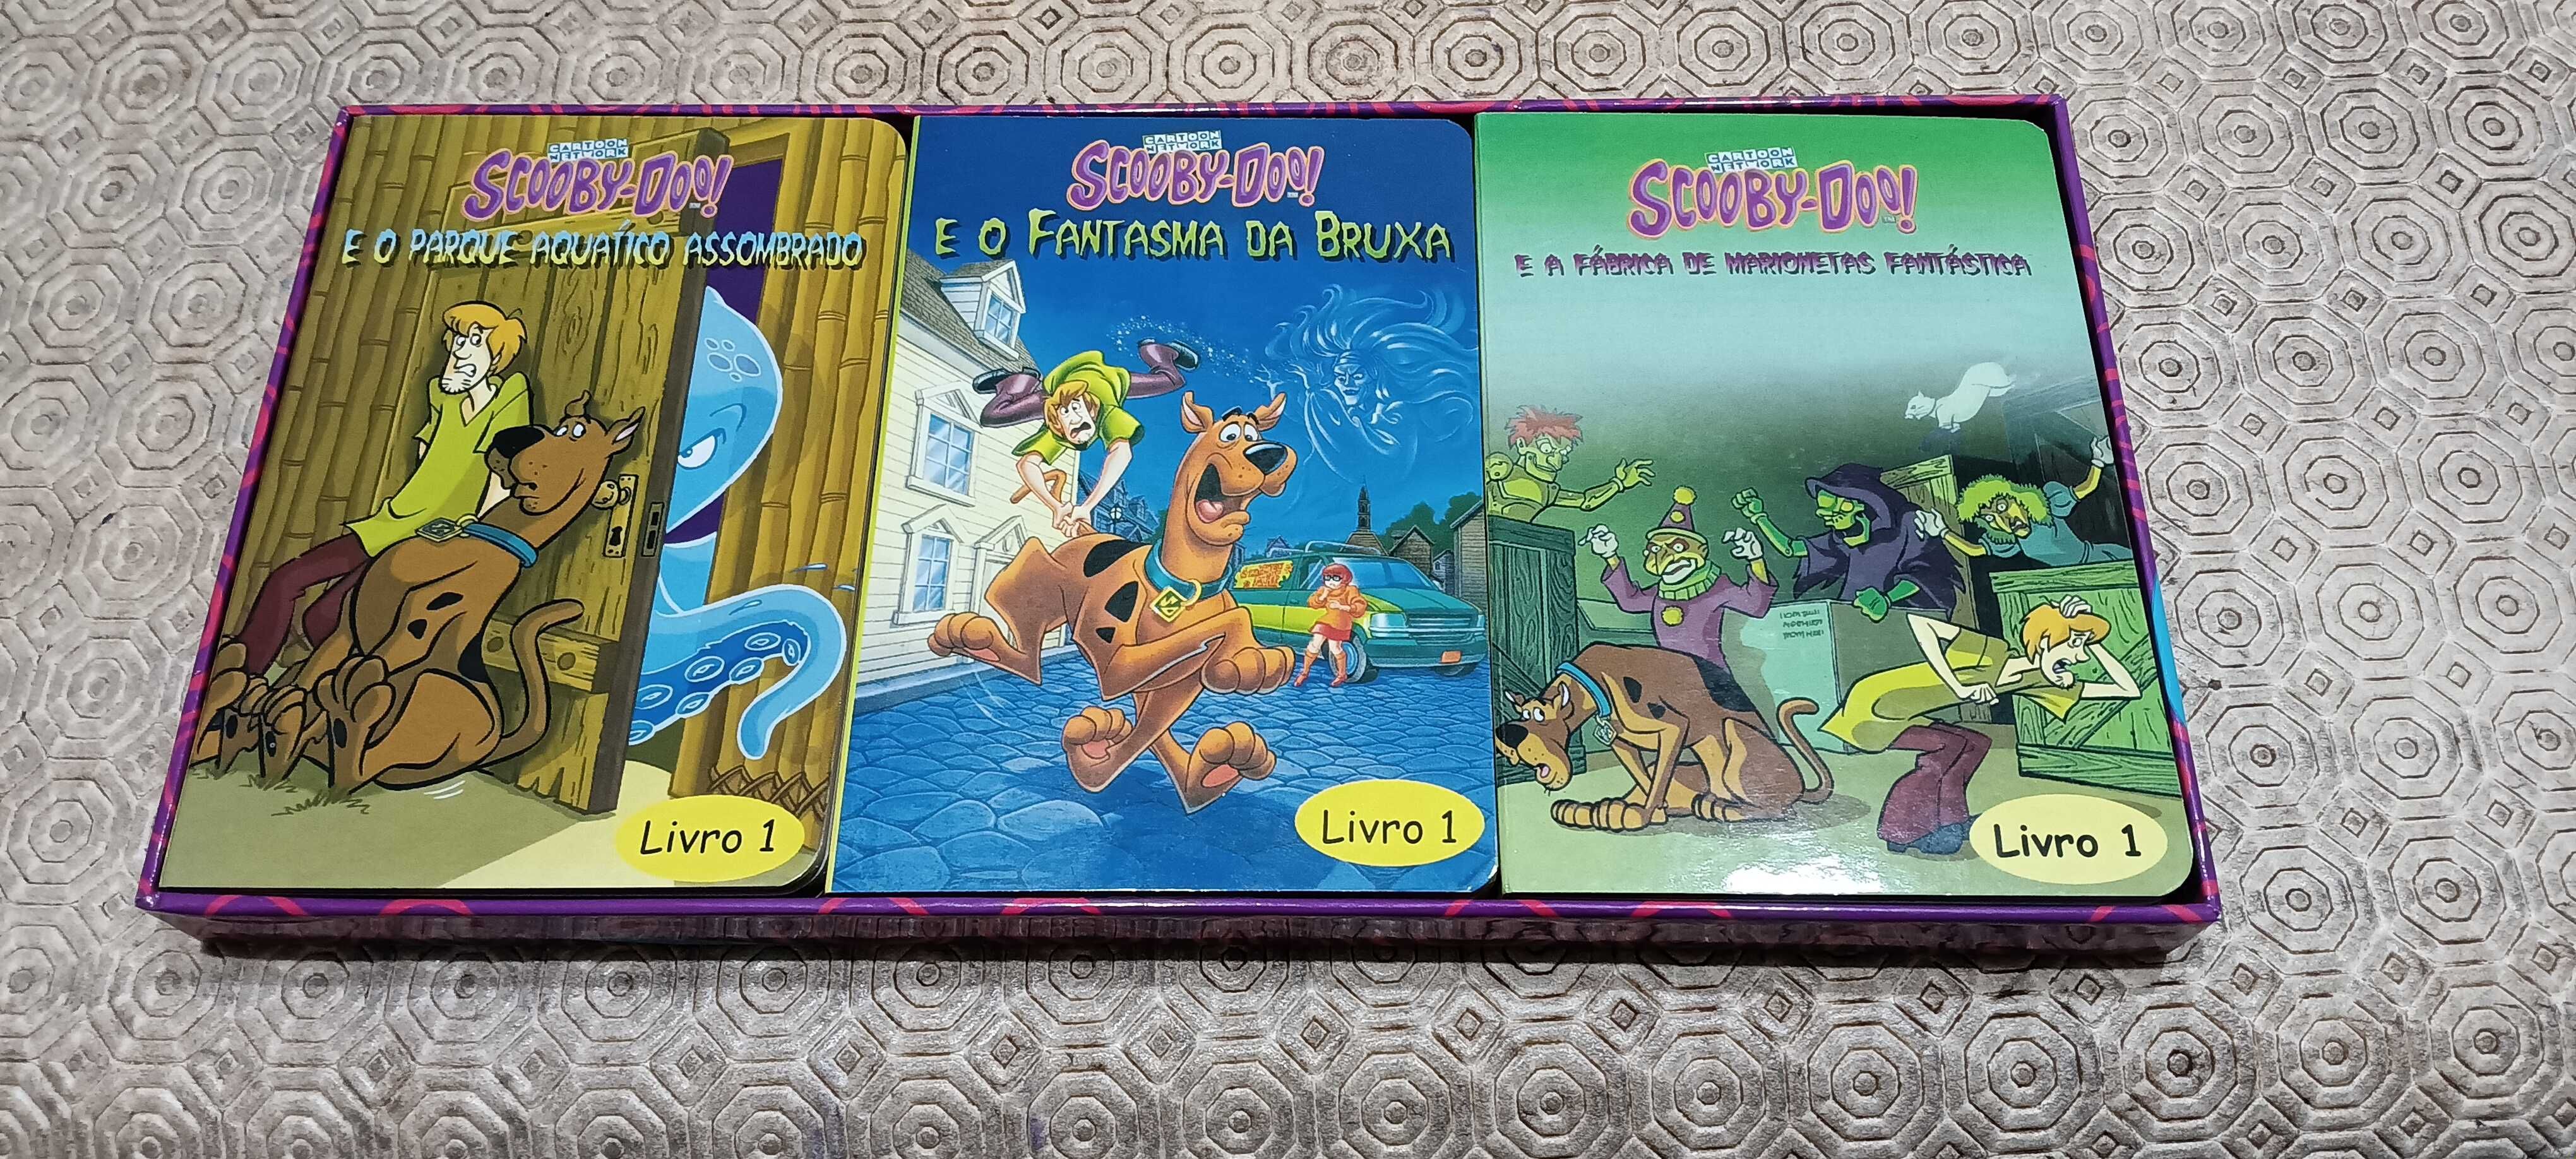 CARTOON
NETWORK
SCOOBY-DOO!
E O PARQUE AQUATÍCO ASSOMBRADO
Livro 1
CARTOON
NETWORK
SCOOBY-DOO!
E O FANTASMA DA BRUXA
Livro 1
CARTOON
NETWORK
SCOOBY-DOO!
E A FÁBRICA DE MARIONETAS FANTÁSTICA
Livro 1